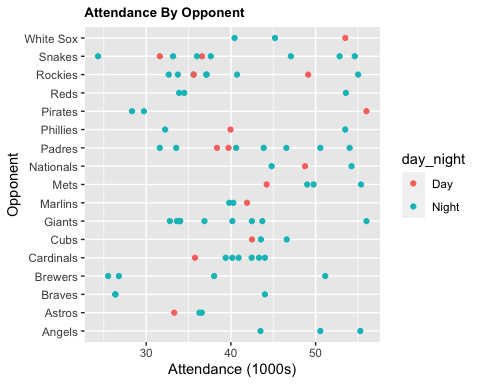 Attendance By Opponent
Opponent
White Sox
Snakes
Rockies
Reds
Pirates
Phillies
Padres
Nationals
Mets
Marlins
Giants
Cubs
Cardinals
Brewers
Braves
Astros
Angels
30 40 50
Attendance (1000s)
day_night
Day
Night